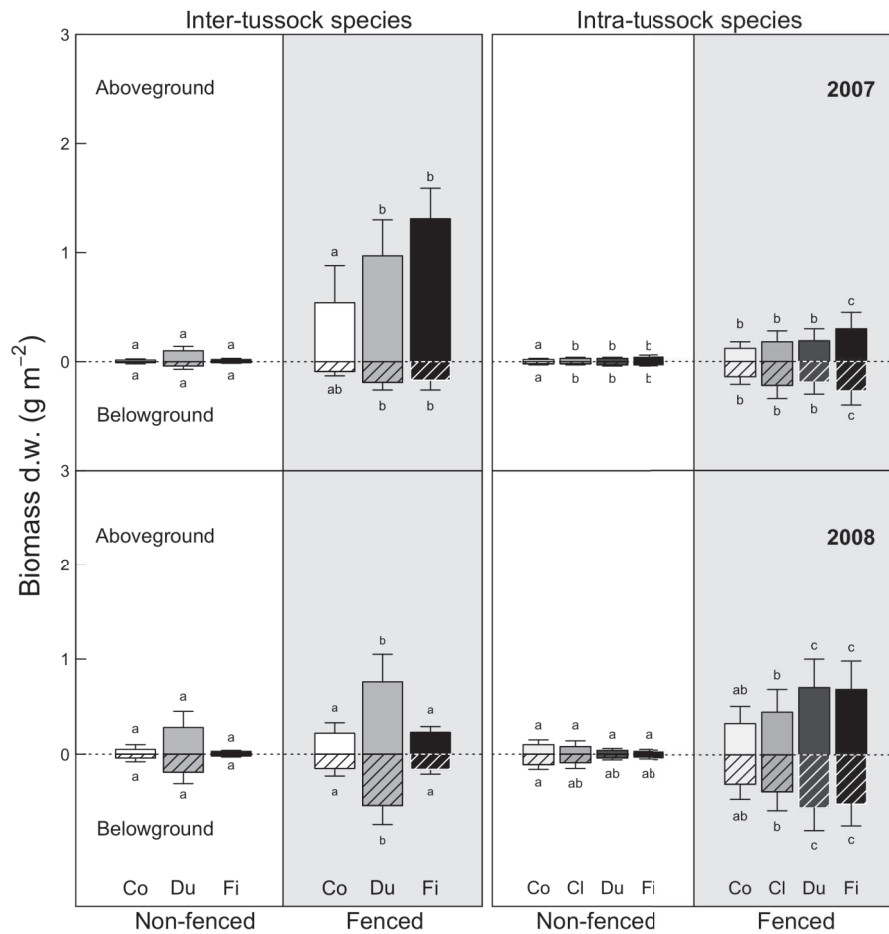 Inter-tussock species Intra-tussock species
3
Aboveground 2007
2
b
b
a
1
c
a a a a b b b b b b
0
a a a a b b b
ab b b b b b c
Belowground
Biomass d.w. (g m⁻²)
3
Aboveground 2008
2
b c c
1
a b
a a ab
a a a a a a
0
a a a a a ab ab ab ab b
b c c
Belowground
Co Du Fi Co Du Fi Co Cl Du Fi Co Cl Du Fi
Non-fenced Fenced Non-fenced Fenced